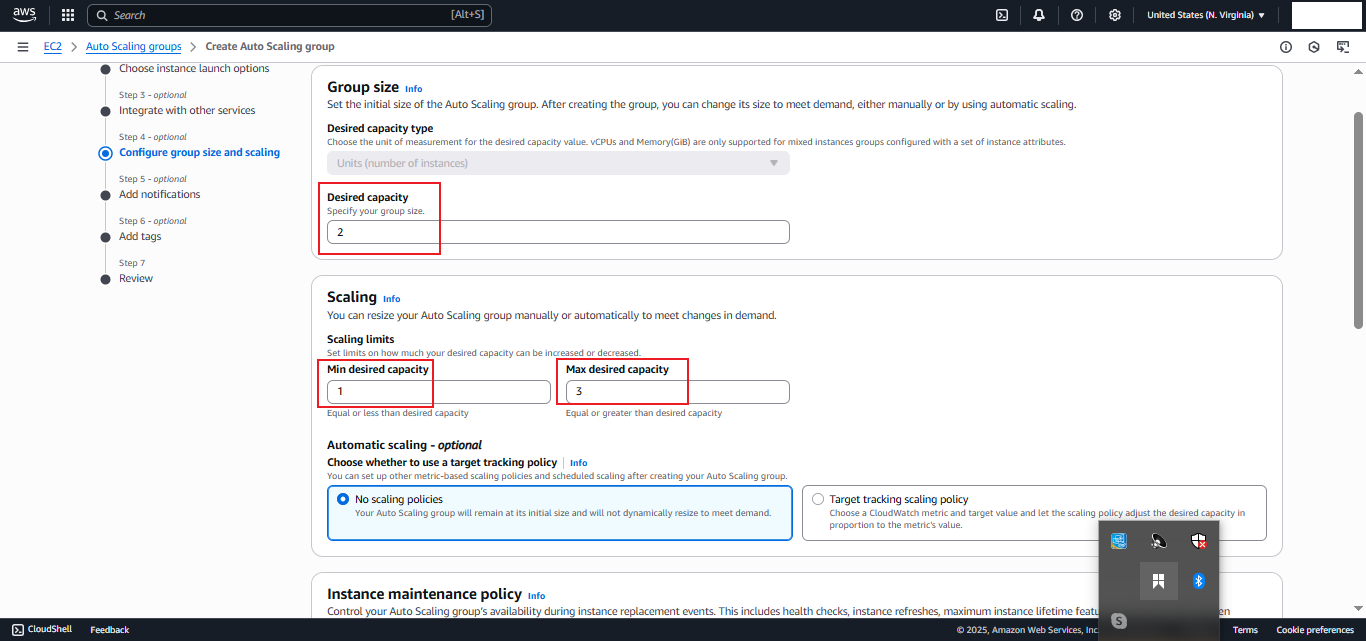 aws
Search [Alt+S]
United States (N. Virginia)
EC2 > Auto Scaling groups > Create Auto Scaling group
Choose instance launch options
Step 3 - optional
Integrate with other services
Step 4 - optional
Configure group size and scaling
Step 5 - optional
Add notifications
Step 6 - optional
Add tags
Step 7
Review
Group size Info
Set the initial size of the Auto Scaling group. After creating the group, you can change its size to meet demand, either manually or by using automatic scaling.
Desired capacity type
Choose the unit of measurement for the desired capacity value. vCPUs and Memory(GiB) are only supported for mixed instances groups configured with a set of instance attributes.
Units (number of instances)
Desired capacity
Specify your group size.
2
Scaling Info
You can resize your Auto Scaling group manually or automatically to meet changes in demand.
Scaling limits
Set limits on how much your desired capacity can be increased or decreased.
Min desired capacity Max desired capacity
1 3
Equal or less than desired capacity Equal or greater than desired capacity
Automatic scaling - optional
Choose whether to use a target tracking policy Info
You can set up other metric-based scaling policies and scheduled scaling after creating your Auto Scaling group.
No scaling policies
Your Auto Scaling group will remain at its initial size and will not dynamically resize to meet demand.
Target tracking scaling policy
Choose a CloudWatch metric and target value and let the scaling policy adjust the desired capacity in
proportion to the metric's value.
Instance maintenance policy Info
Control your Auto Scaling group's availability during instance replacement events. This includes health checks, instance refreshes, maximum instance lifetime
CloudShell Feedback © 2025, Amazon Web Services, Inc. Terms Cookie preferences